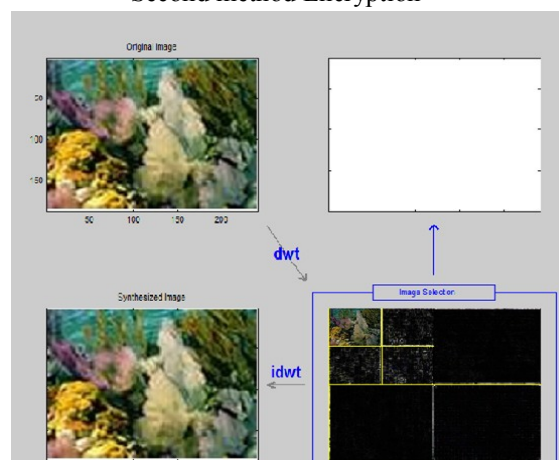 Second method Encryption
Original Image
50
100
150
50 100 150 200
dwt
Synthesized Image
Image Selection
idwt